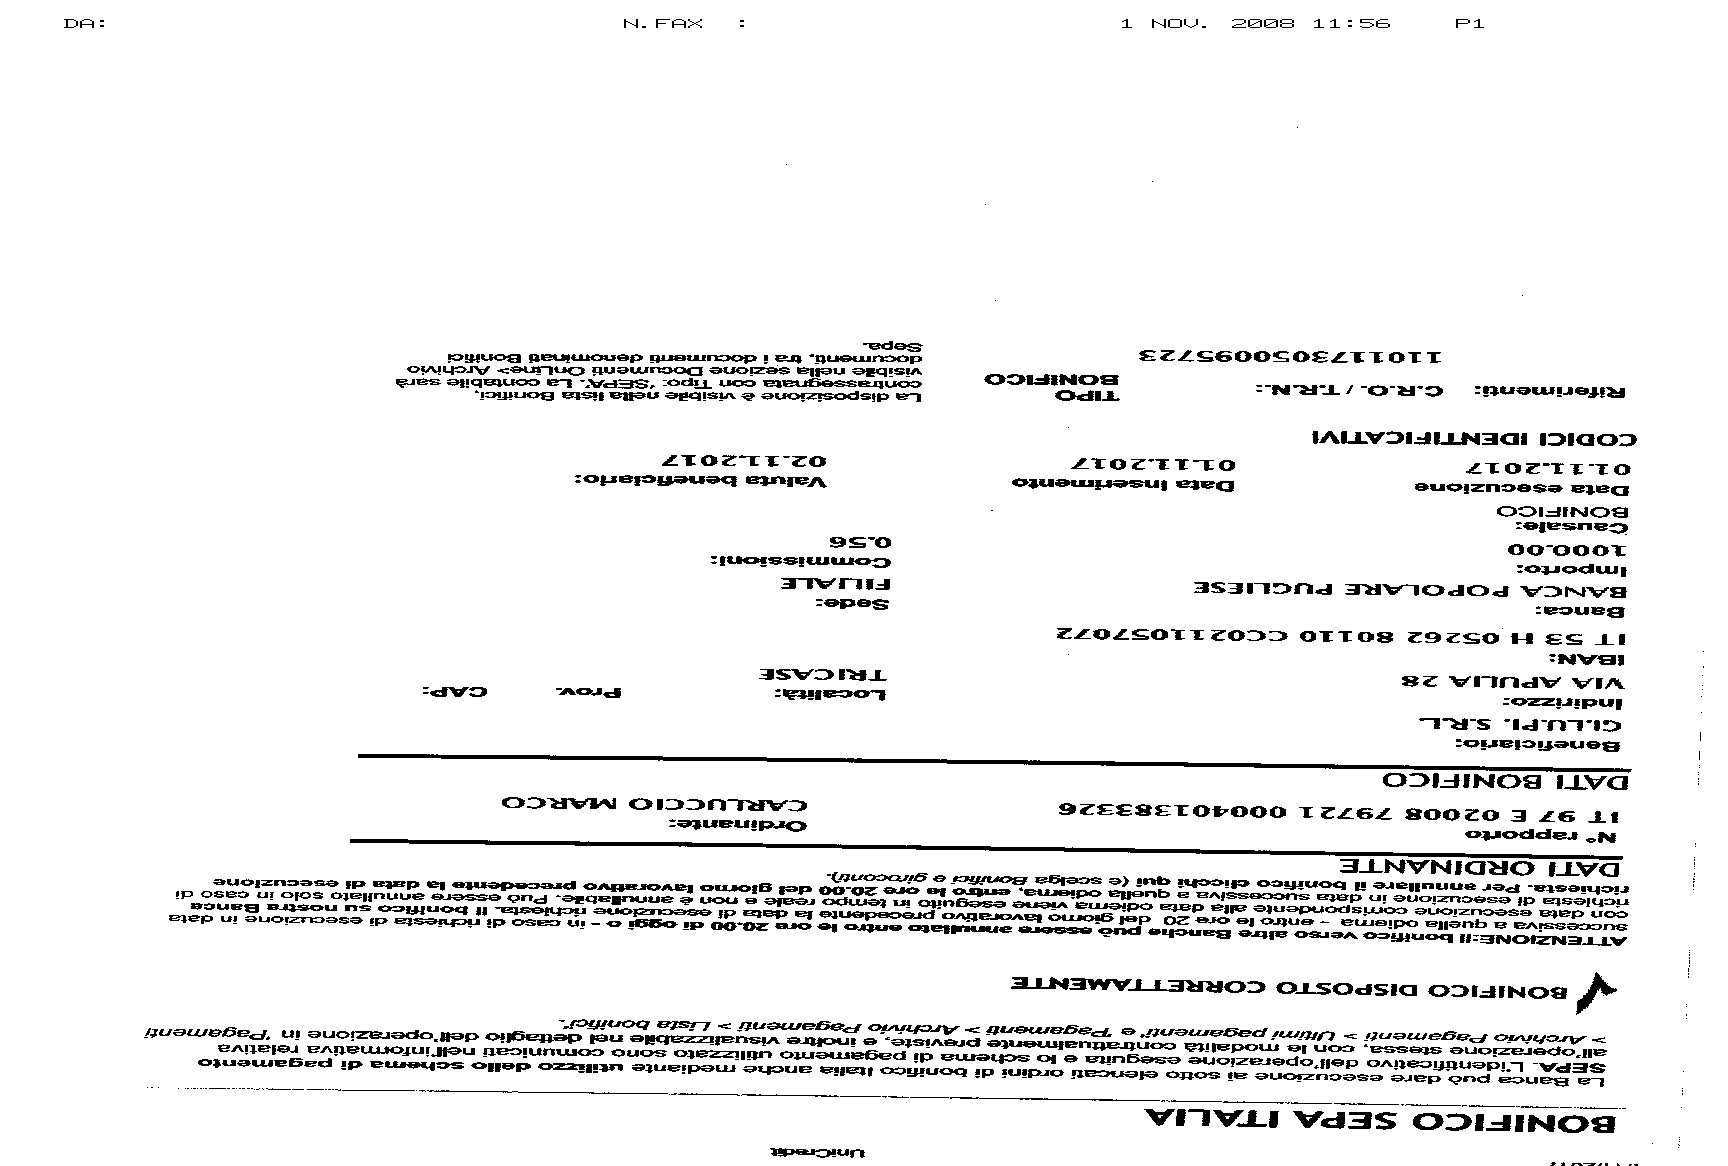 DA: N.FAX : 1 NOV. 2008 11:56 P1
UniCredit
BONIFICO SEPA ITALIA
La Banca può dare esecuzione ai sotto elencati ordini di bonifico Italia anche mediante utilizzo dello schema di pagamento
SEPA. L'identificativo dell'operazione eseguita e lo schema di pagamento utilizzato sono comunicati nell'informativa relativa
all'operazione stessa, con le modalità contrattualmente previste, e inoltre visualizzabile nel dettaglio dell'operazione in "Pagamenti
> Archivio Pagamenti > Ultimi pagamenti" e "Pagamenti > Archivio Pagamenti > Lista bonifici".
BONIFICO DISPOSTO CORRETTAMENTE
ATTENZIONE:Il bonifico verso altre Banche può essere annullato entro le ore 20.00 di oggi o - in caso di richiesta di esecuzione in data
successiva a quella odierna - entro le ore 20 del giorno lavorativo precedente la data di esecuzione richiesta. Il bonifico su nostra Banca
con data esecuzione corrispondente alla data odierna viene eseguito in tempo reale e non è annullabile. Può essere annullato solo in caso di
richiesta di esecuzione in data successiva a quella odierna, entro le ore 20.00 del giorno lavorativo precedente la data di esecuzione
richiesta. Per annullare il bonifico clicchi qui (e scelga Bonifici e giroconti).
DATI ORDINANTE
N° rapporto Ordinante:
IT 97 E 02008 79721 000401383326 CARLUCCIO MARCO
DATI BONIFICO
Beneficiario:
GI.LU.PI. S.R.L.
Indirizzo: Località: Prov. CAP:
VIA APULIA 28 TRICASE
IBAN:
IT 53 H 05262 80110 CC0211057072
Banca: Sede:
BANCA POPOLARE PUGLIESE FILIALE
Importo: Commissioni:
1000.00 0.56
Causale:
BONIFICO
Data esecuzione Data Inserimento Valuta beneficiario:
01.11.2017 01.11.2017 02.11.2017
CODICI IDENTIFICATIVI
Riferimenti: C.R.O. / T.R.N.: TIPO BONIFICO
1101173050095723
La disposizione è visibile nella lista Bonifici,
contrassegnata con Tipo: "SEPA". La contabile sarà
visibile nella sezione Documenti OnLine> Archivio
documenti, tra i documenti denominati Bonifici
Sepa.